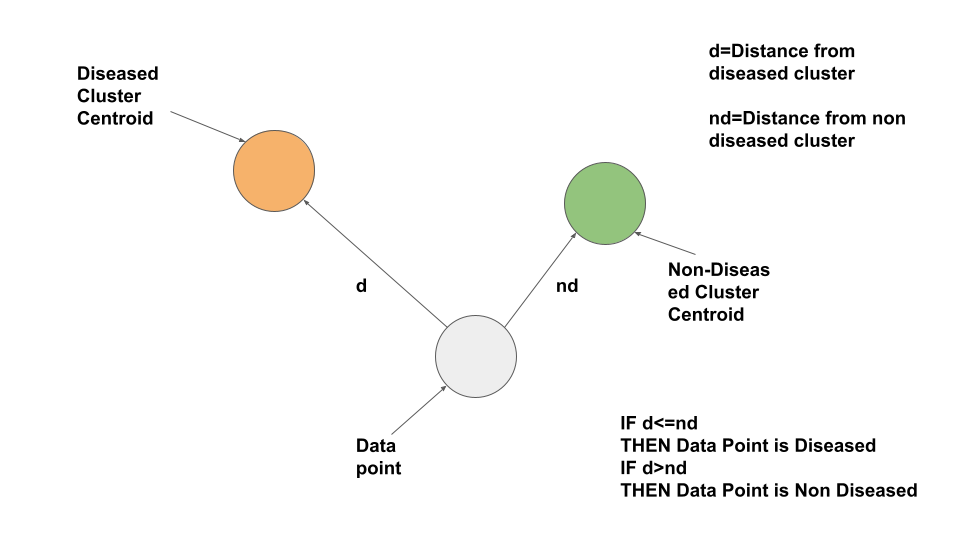 Diseased
Cluster
Centroid
d=Distance from
diseased cluster
nd=Distance from non
diseased cluster
d
nd
Non-Diseas
ed Cluster
Centroid
Data
point
IF d<=nd
THEN Data Point is Diseased
IF d>nd
THEN Data Point is Non Diseased